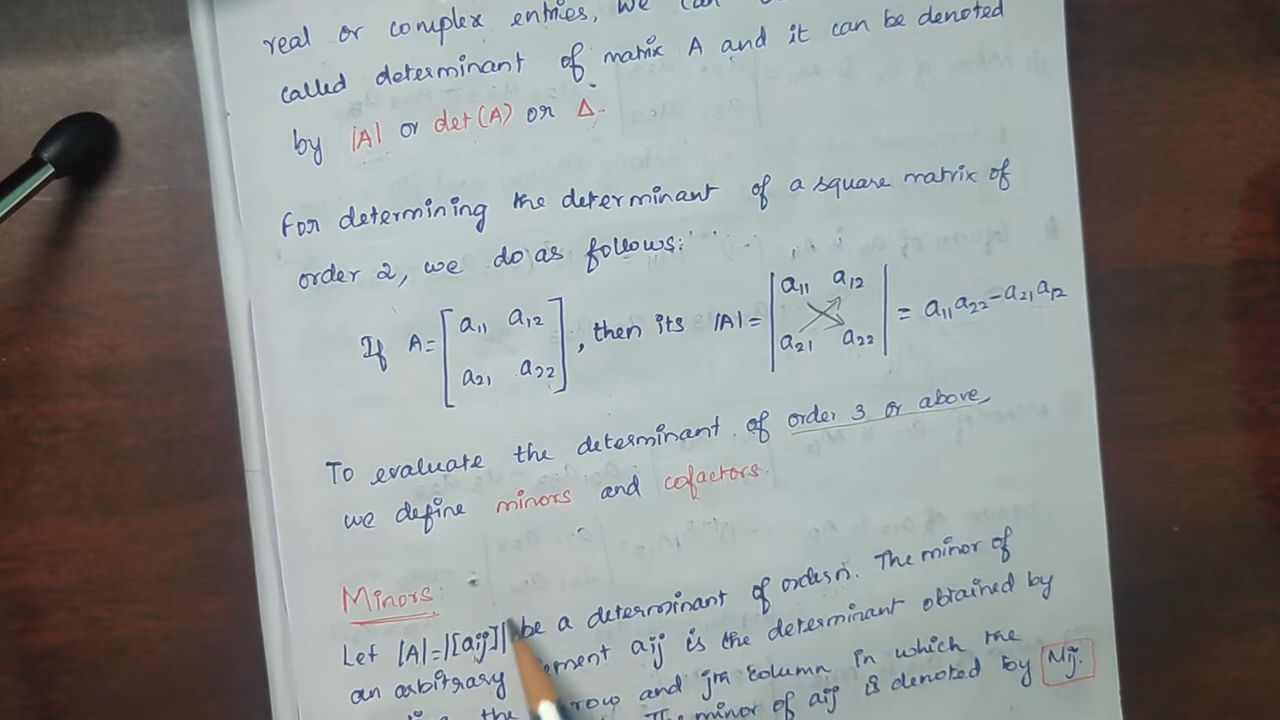 real or complex entries, we can
called determinant of matrix A and it can be denoted
by |A| or det(A) or Δ.
For determining the determinant of a square matrix of
order 2, we do as follows:
If A = [a11 a12
a21 a22], then its |A| = |a11 a12
a21 a22| = a11a22 - a21a12
To evaluate the determinant of order 3 or above,
we define minors and cofactors.
Minors:
Let |A| = |[aij]| be a determinant of order n. The minor of
an arbitrary aij is the determinant obtained by
the row and jth column in which the
The minor of aij is denoted by Mij.